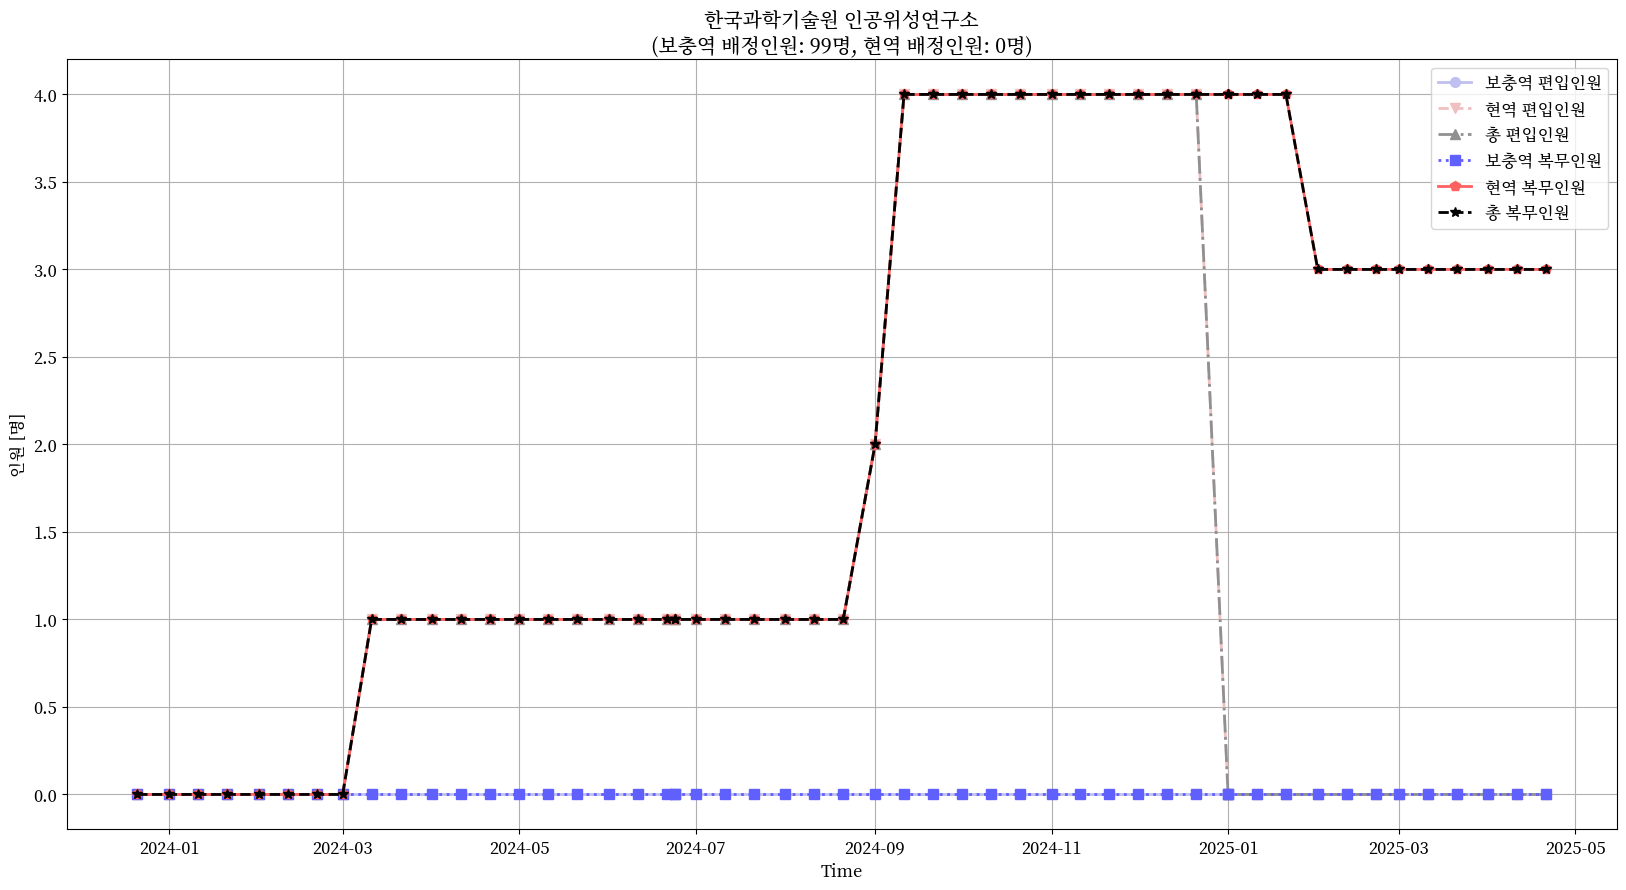 한국과학기술원 인공위성연구소
(보충역 배정인원: 99명, 현역 배정인원: 0명)
보충역 편입인원
현역 편입인원
총 편입인원
보충역 복무인원
현역 복무인원
총 복무인원
4.0
3.5
3.0
2.5
2.0
1.5
1.0
0.5
0.0
인원 [명]
2024-01
2024-03
2024-05
2024-07
2024-09
2024-11
2025-01
2025-03
2025-05
Time